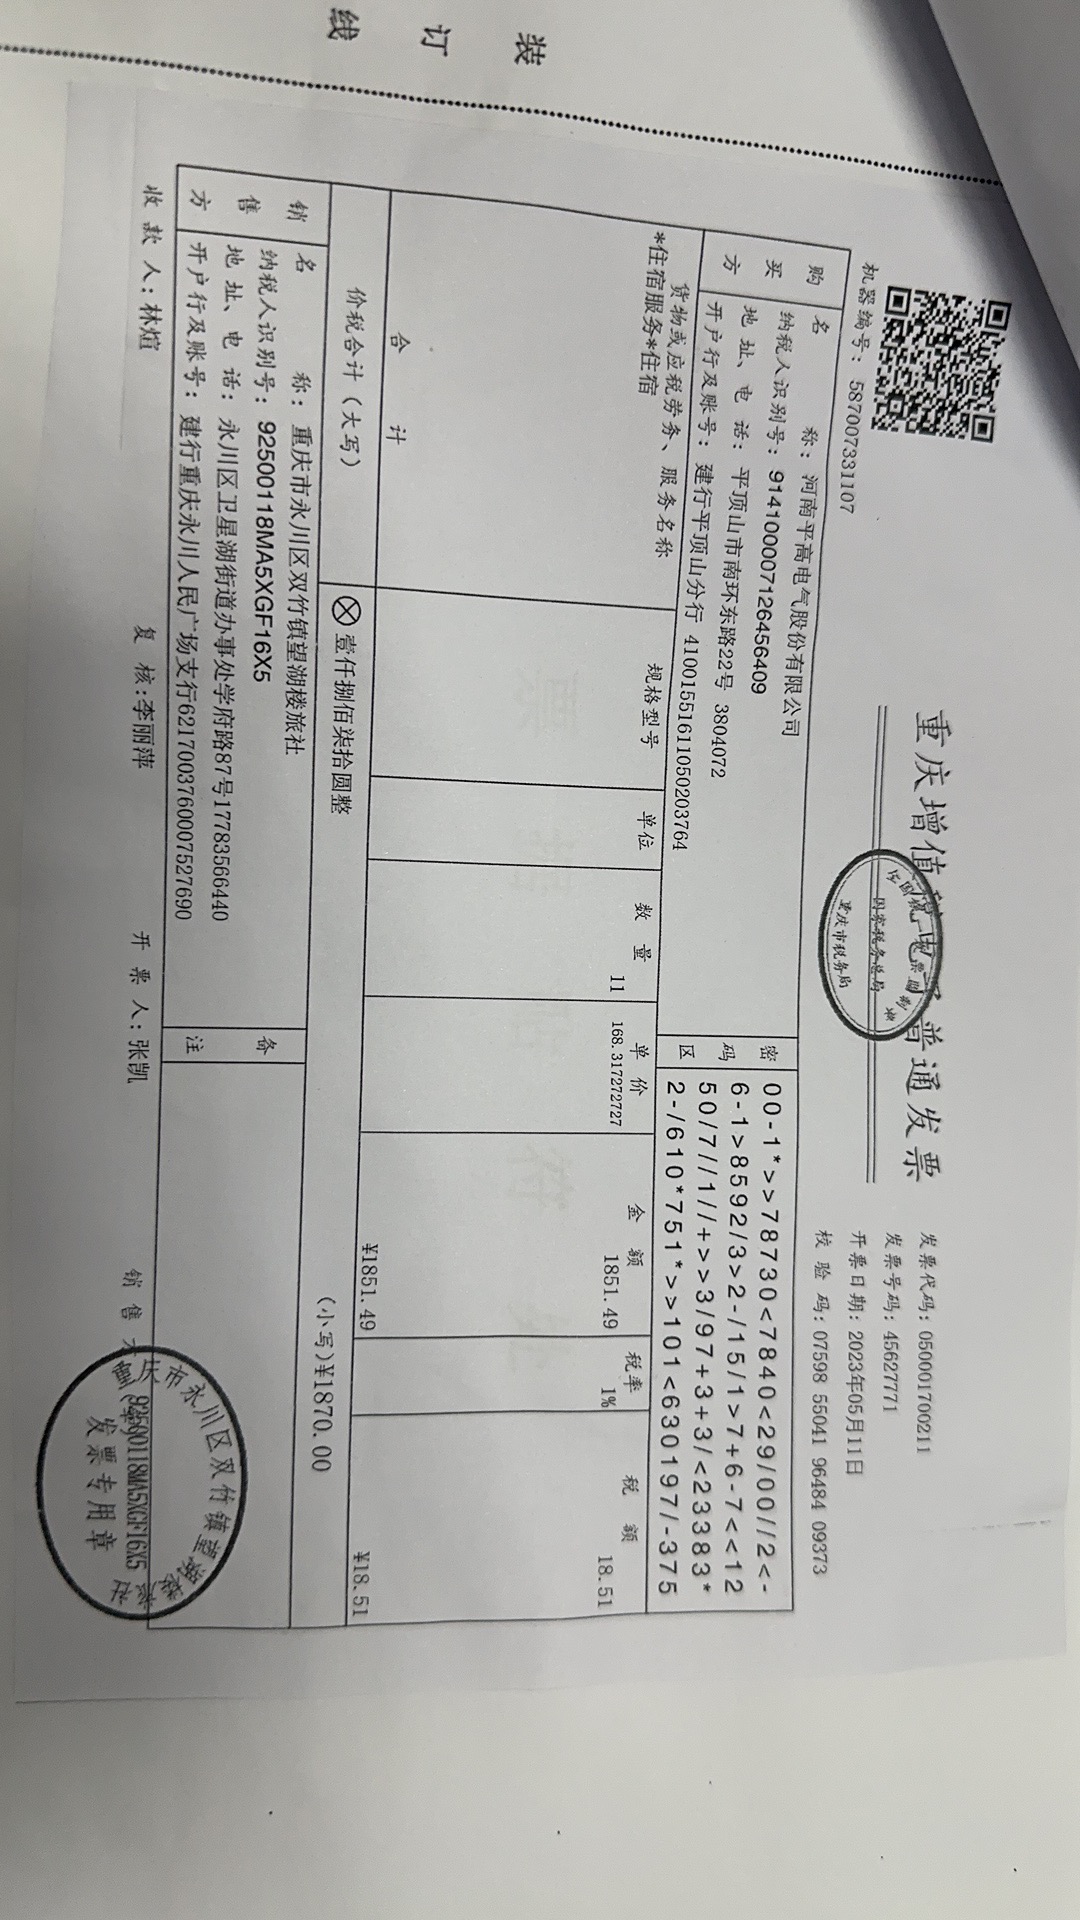 装 订 线
重庆增值税电子普通发票
全国统一发票监制章
国家税务总局
重庆市税务局
机器编号: 587007331107
发票代码: 050001700211
发票号码: 45627771
开票日期: 2023年05月11日
校 验 码: 07598 55041 96484 09373
购买方
名 称: 河南平高电气股份有限公司
纳税人识别号: 914100007126456409
地 址、电 话: 平顶山市南环东路22号 3804072
开户行及账号: 建行平顶山分行 41001551611050203764
密码区
00-1*>>78730<7840<29/00//2<-
6-1>8592/3>2-/15/1>7+6-7<<12
50/7//1//+>>3/97+3+3/<23383*
2-/610*751*>>101<630197/-375
货物或应税劳务、服务名称 规格型号 单位 数 量 单 价 金 额 税率 税 额
*住宿服务*住宿 11 168.317272727 1851.49 1% 18.51
合 计 ¥1851.49 ¥18.51
价税合计(大写) ⊗壹仟捌佰柒拾圆整 (小写)¥1870.00
销售方
名 称: 重庆市永川区双竹镇望湖楼旅社
纳税人识别号: 92500118MA5XGF16X5
地 址、电 话: 永川区卫星湖街道办事处学府路87号17783566440
开户行及账号: 建行重庆永川人民广场支行6217003760007527690
备注
收 款 人: 林煊 复 核:李丽萍 开 票 人: 张凯 销 售 方:(章)
重庆市永川区双竹镇望湖楼旅社
92500118MA5XGF16X5
发票专用章